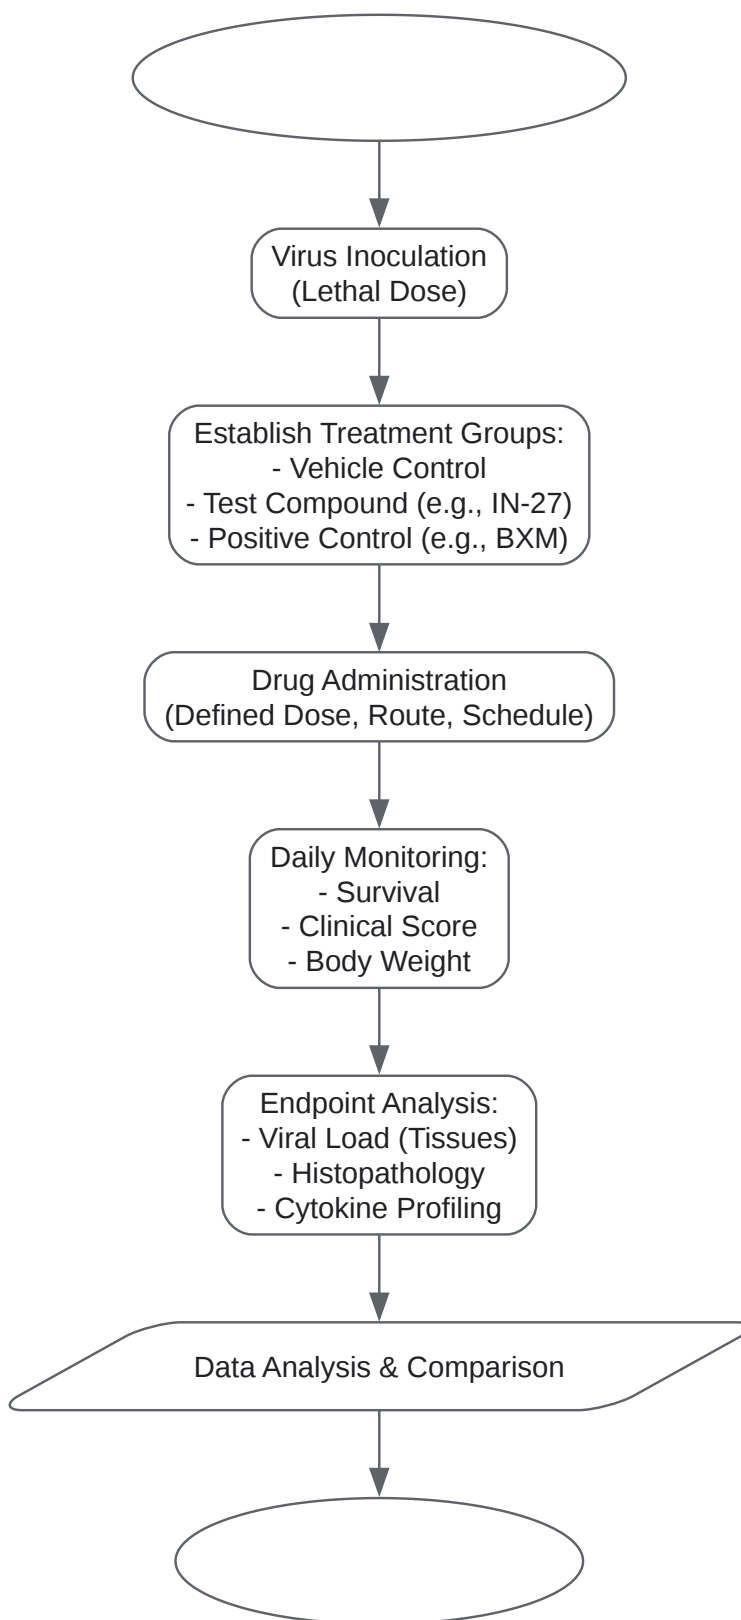 Virus Inoculation
(Lethal Dose)
Establish Treatment Groups:
- Vehicle Control
- Test Compound (e.g., IN-27)
- Positive Control (e.g., BXM)
Drug Administration
(Defined Dose, Route, Schedule)
Daily Monitoring:
- Survival
- Clinical Score
- Body Weight
Endpoint Analysis:
- Viral Load (Tissues)
- Histopathology
- Cytokine Profiling
Data Analysis & Comparison